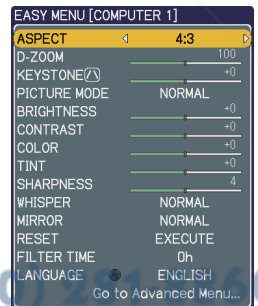 EASY MENU [COMPUTER 1]
ASPECT 4:3
D-ZOOM 100
KEYSTONE +0
PICTURE MODE NORMAL
BRIGHTNESS +0
CONTRAST +0
COLOR +0
TINT +0
SHARPNESS 4
WHISPER NORMAL
MIRROR NORMAL
RESET EXECUTE
FILTER TIME 0h
LANGUAGE ENGLISH
Go to Advanced Menu...